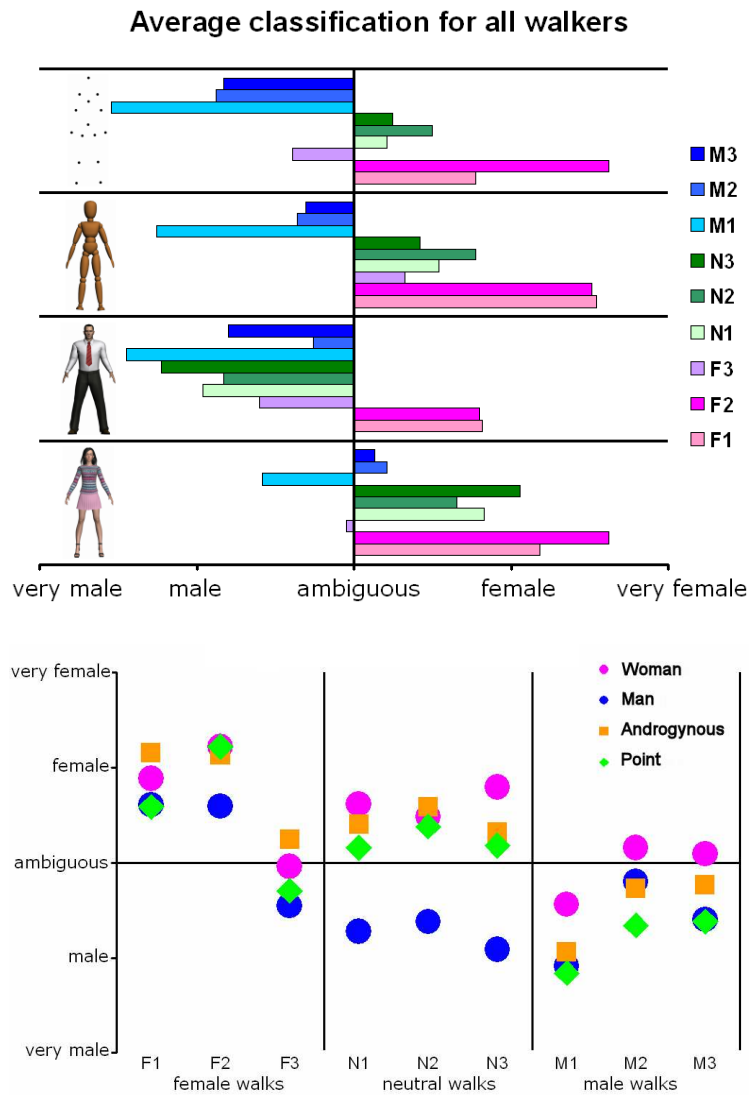 Average classification for all walkers
M3
M2
M1
N3
N2
N1
F3
F2
F1
very male male ambiguous female very female
very female
female
ambiguous
male
very male
Woman
Man
Androgynous
Point
F1 F2 F3 N1 N2 N3 M1 M2 M3
female walks neutral walks male walks